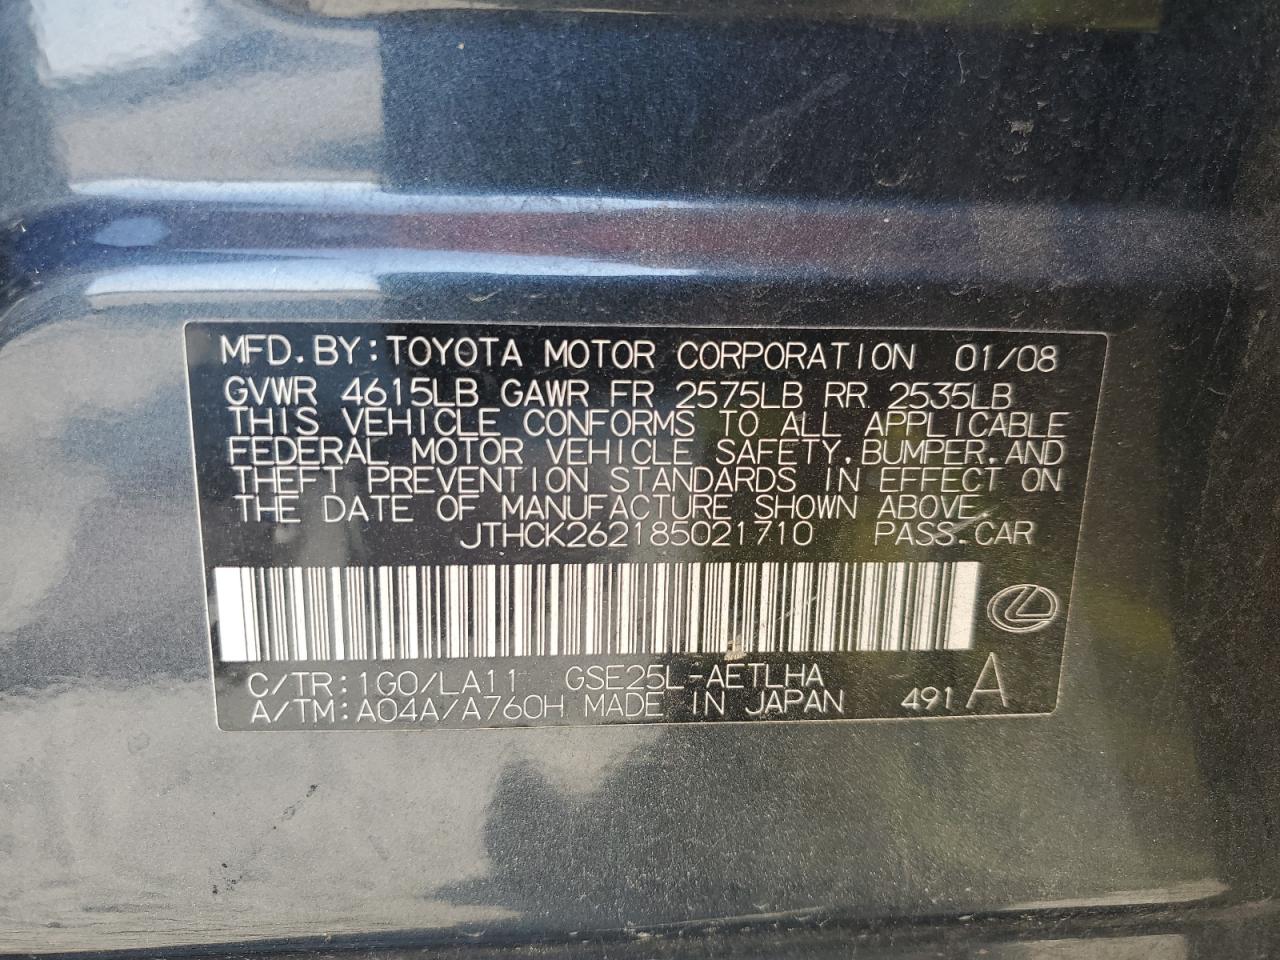 MFD. BY: TOYOTA MOTOR CORPORATION 01/08
GVWR 4615LB GAWR FR 2575LB RR 2535LB
THIS VEHICLE CONFORMS TO ALL APPLICABLE
FEDERAL MOTOR VEHICLE SAFETY, BUMPER, AND
THEFT PREVENTION STANDARDS IN EFFECT ON
THE DATE OF MANUFACTURE SHOWN ABOVE.
JTHCK262185021710 PASS. CAR
C/TR: 1G0/LA11 GSE25L-AETLHA
A/TM: A04A/A760H MADE IN JAPAN 491 A